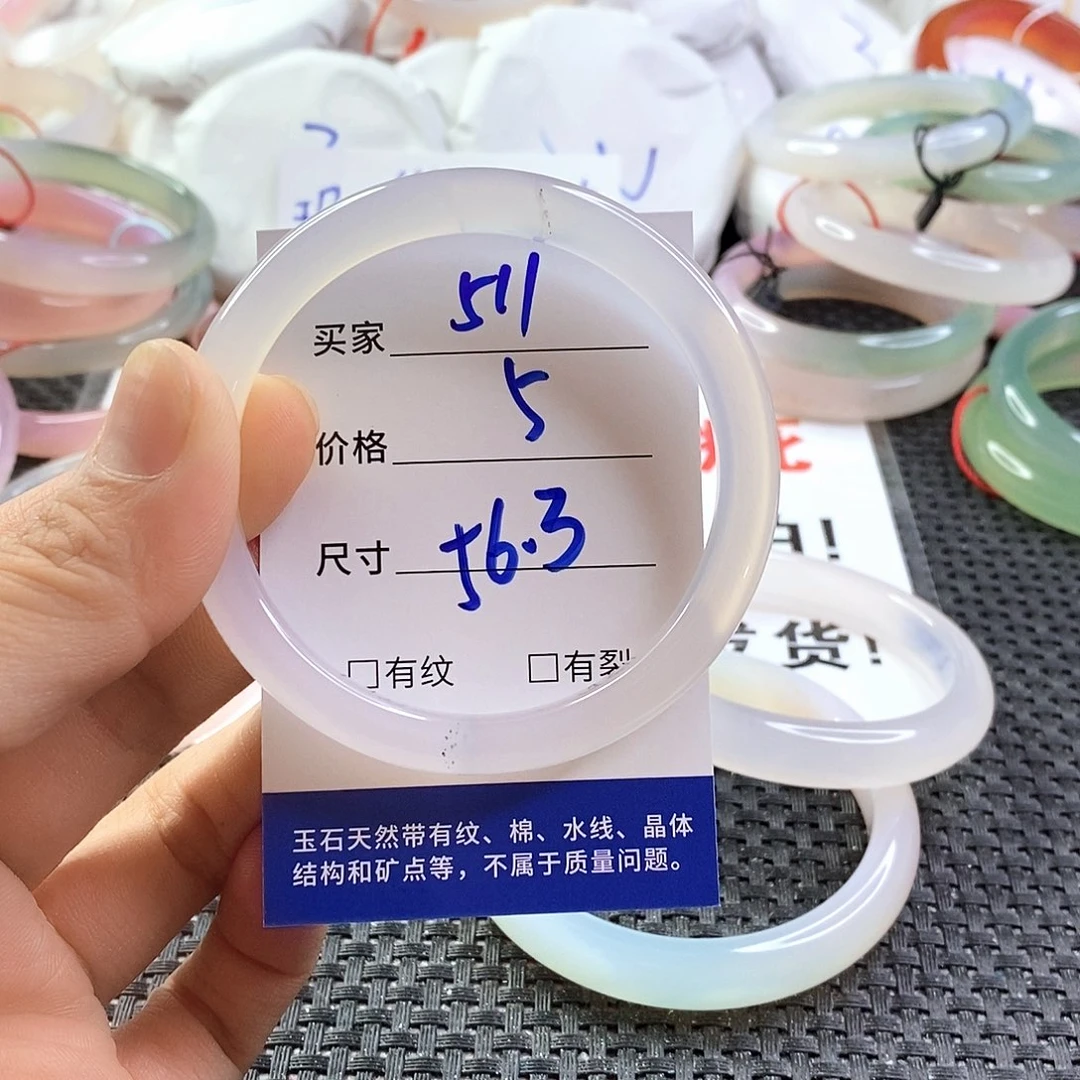 买家 511
价格 5
尺寸 56.3
□有纹 □有裂
玉石天然带有纹、棉、水线、晶体
结构和矿点等，不属于质量问题。
货!